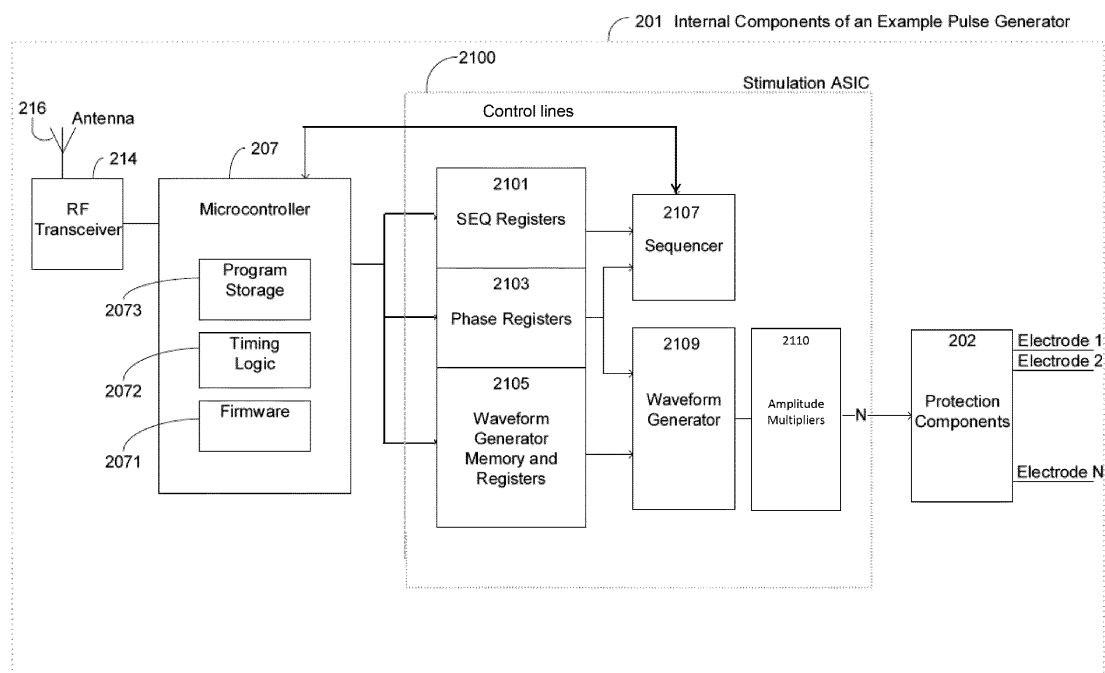 201 Internal Components of an Example Pulse Generator
2100
Stimulation ASIC
216
Antenna
Control lines
214
207
RF
Transceiver
Microcontroller
2101
SEQ Registers
2107
Sequencer
Program
Storage
2073
2103
Phase Registers
Timing
Logic
2072
2109
Waveform
Generator
2110
Amplitude
Multipliers
N
202
Protection
Components
Electrode 1
Electrode 2
Electrode N
Firmware
2071
2105
Waveform
Generator
Memory and
Registers